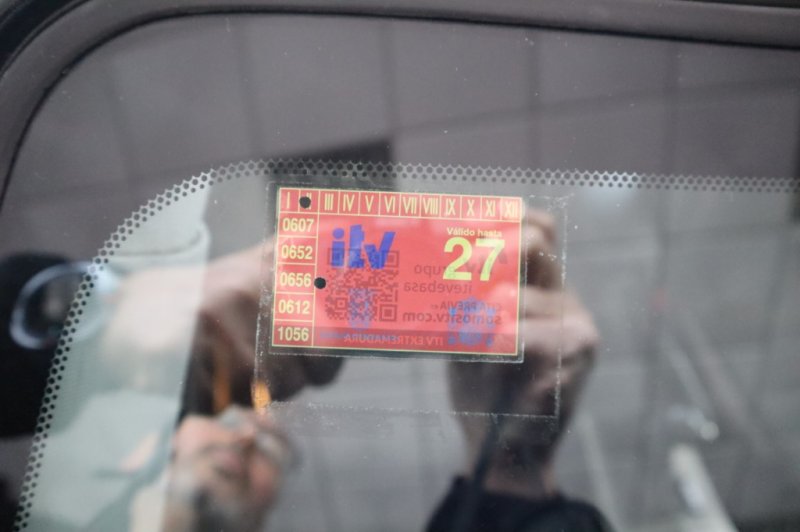 I II III IV V VI VII VIII IX X XI XII
0607
0652
0656
0612
1056
itv
Válido hasta
27
Grupo
itevebasa
CITA PREVIA
somositv.com
ITV EXTREMADURA